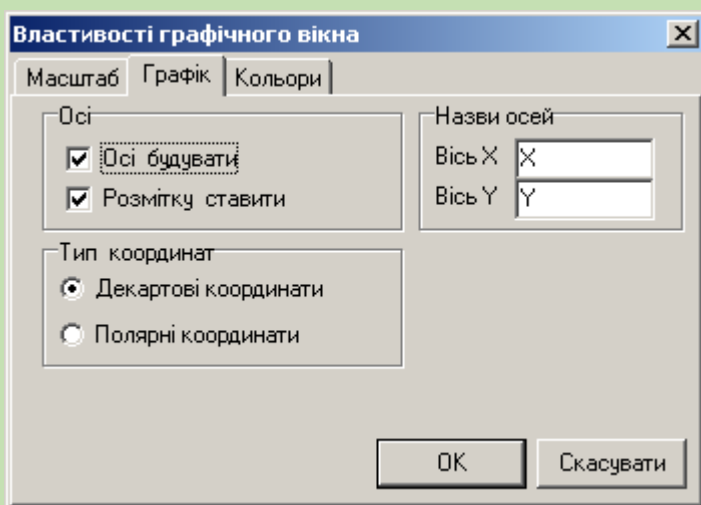 Властивості графічного вікна
Масштаб Графік Кольори
Осі
Осі будувати
Розмітку ставити
Назви осей
Вісь X X
Вісь Y Y
Тип координат
Декартові координати
Полярні координати
OK Скасувати